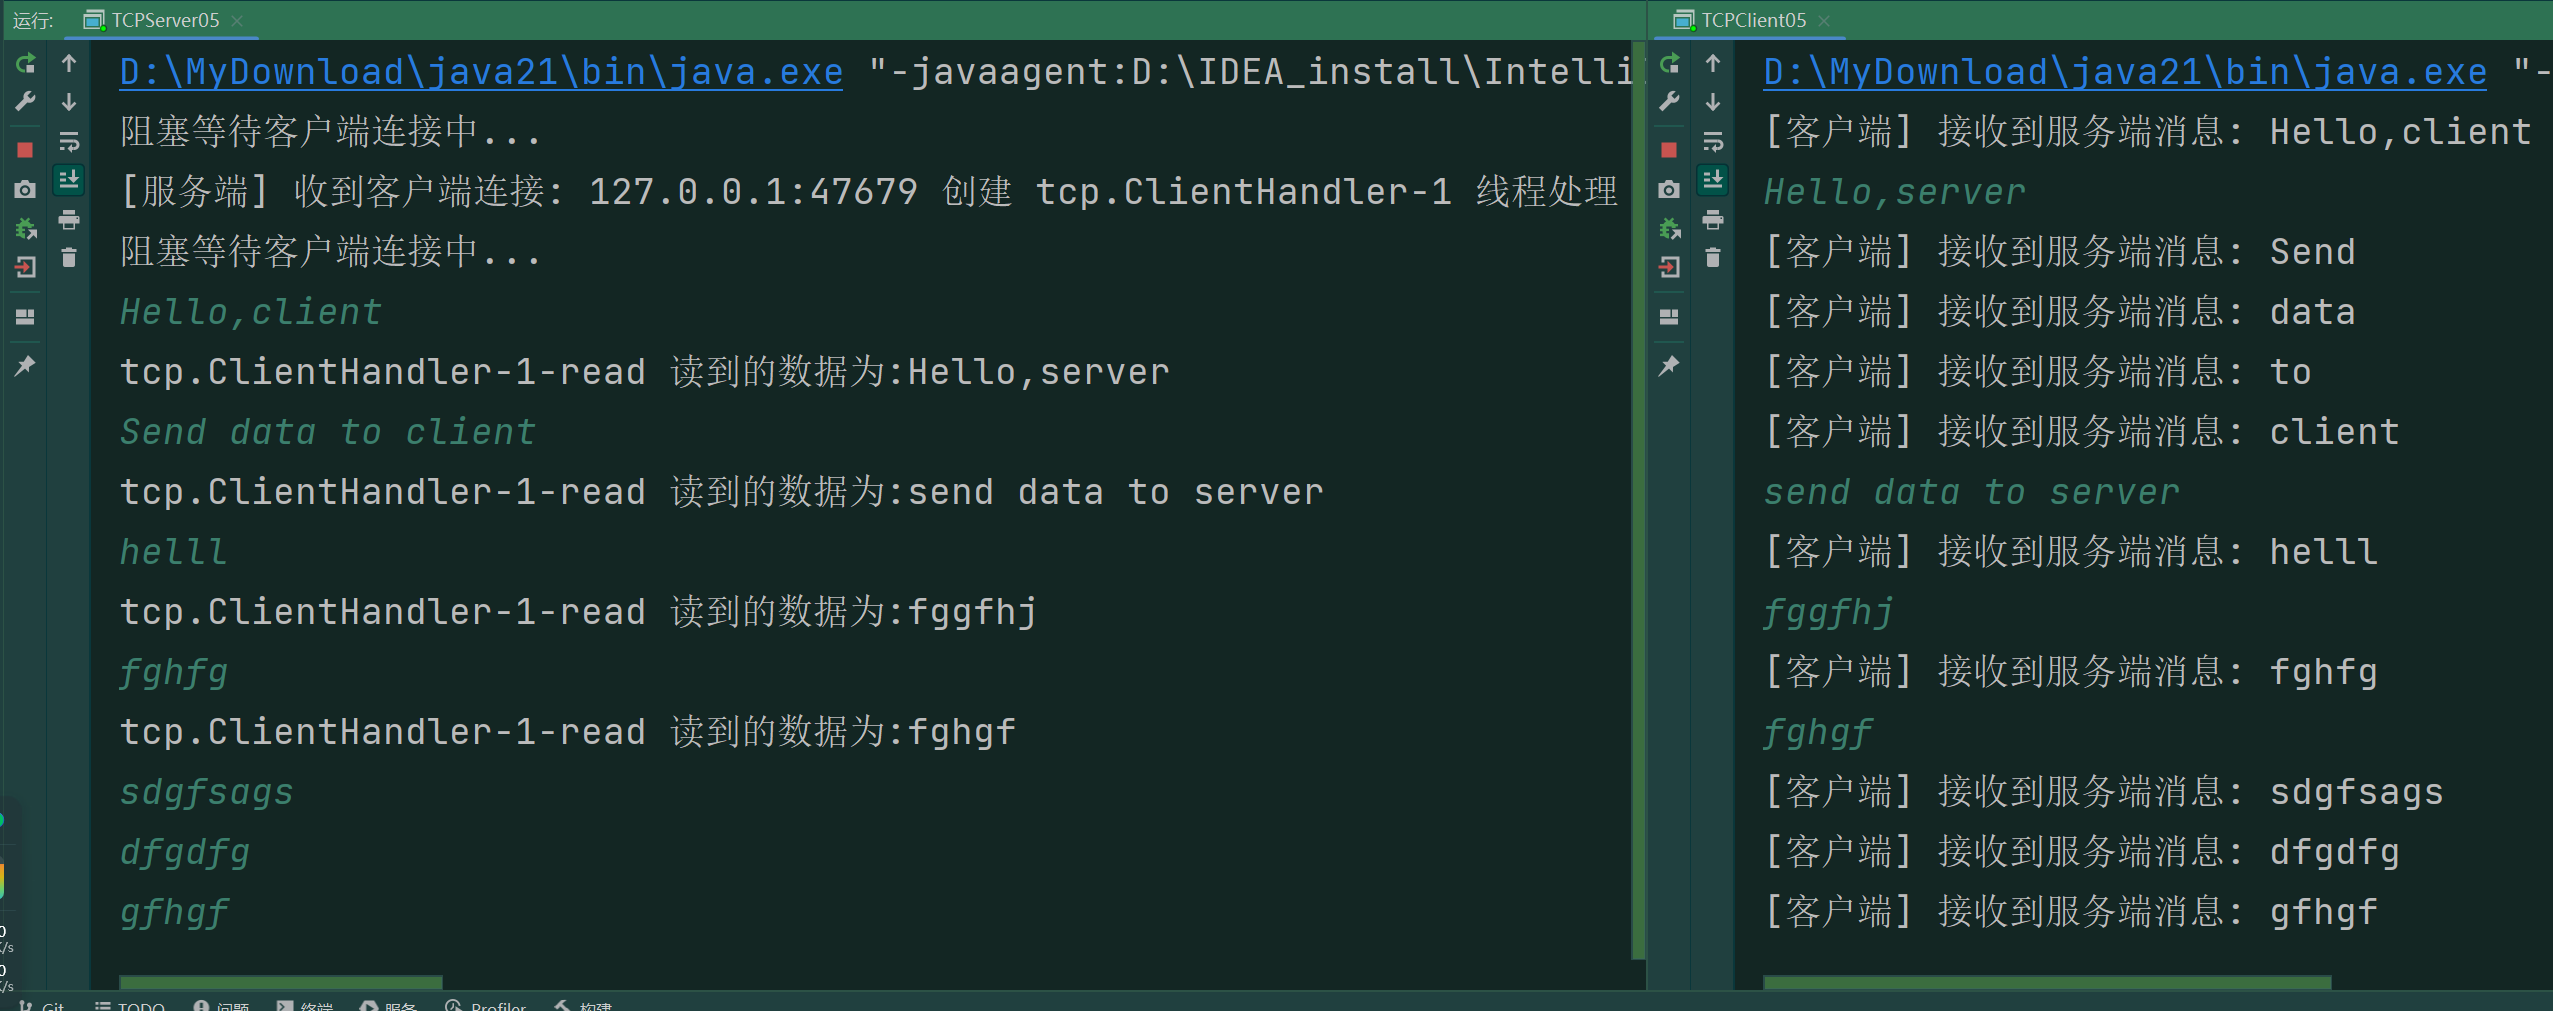 运行: TCPServer05
D:\MyDownload\java21\bin\java.exe "-javaagent:D:\IDEA_install\Intelli
阻塞等待客户端连接中...
[服务端] 收到客户端连接: 127.0.0.1:47679 创建 tcp.ClientHandler-1 线程处理
阻塞等待客户端连接中...
Hello,client
tcp.ClientHandler-1-read 读到的数据为:Hello,server
Send data to client
tcp.ClientHandler-1-read 读到的数据为:send data to server
helll
tcp.ClientHandler-1-read 读到的数据为:fggfhj
fghfg
tcp.ClientHandler-1-read 读到的数据为:fghgf
sdgfsags
dfgdfg
gfhgf
TCPClient05
D:\MyDownload\java21\bin\java.exe "-
[客户端] 接收到服务端消息: Hello,client
Hello,server
[客户端] 接收到服务端消息: Send
[客户端] 接收到服务端消息: data
[客户端] 接收到服务端消息: to
[客户端] 接收到服务端消息: client
send data to server
[客户端] 接收到服务端消息: helll
fggfhj
[客户端] 接收到服务端消息: fghfg
fghgf
[客户端] 接收到服务端消息: sdgfsags
[客户端] 接收到服务端消息: dfgdfg
[客户端] 接收到服务端消息: gfhgf
0
K/s
0
K/s
Git TODO 问题 终端 服务 Profiler 构建